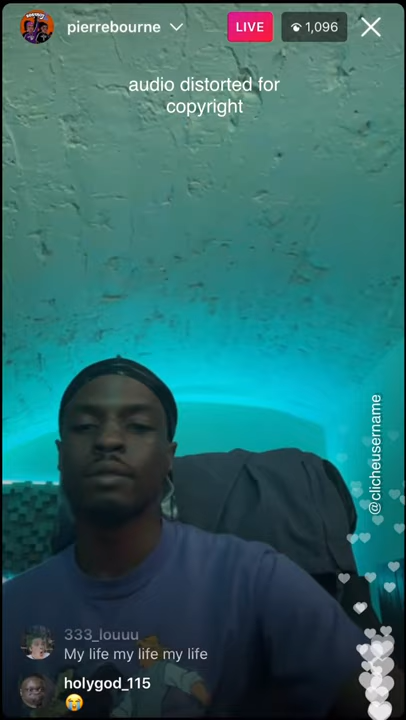 pierrebourne
LIVE
1,096
audio distorted for
copyright
@clicheusername
333_louuu
My life my life my life
holygod_115